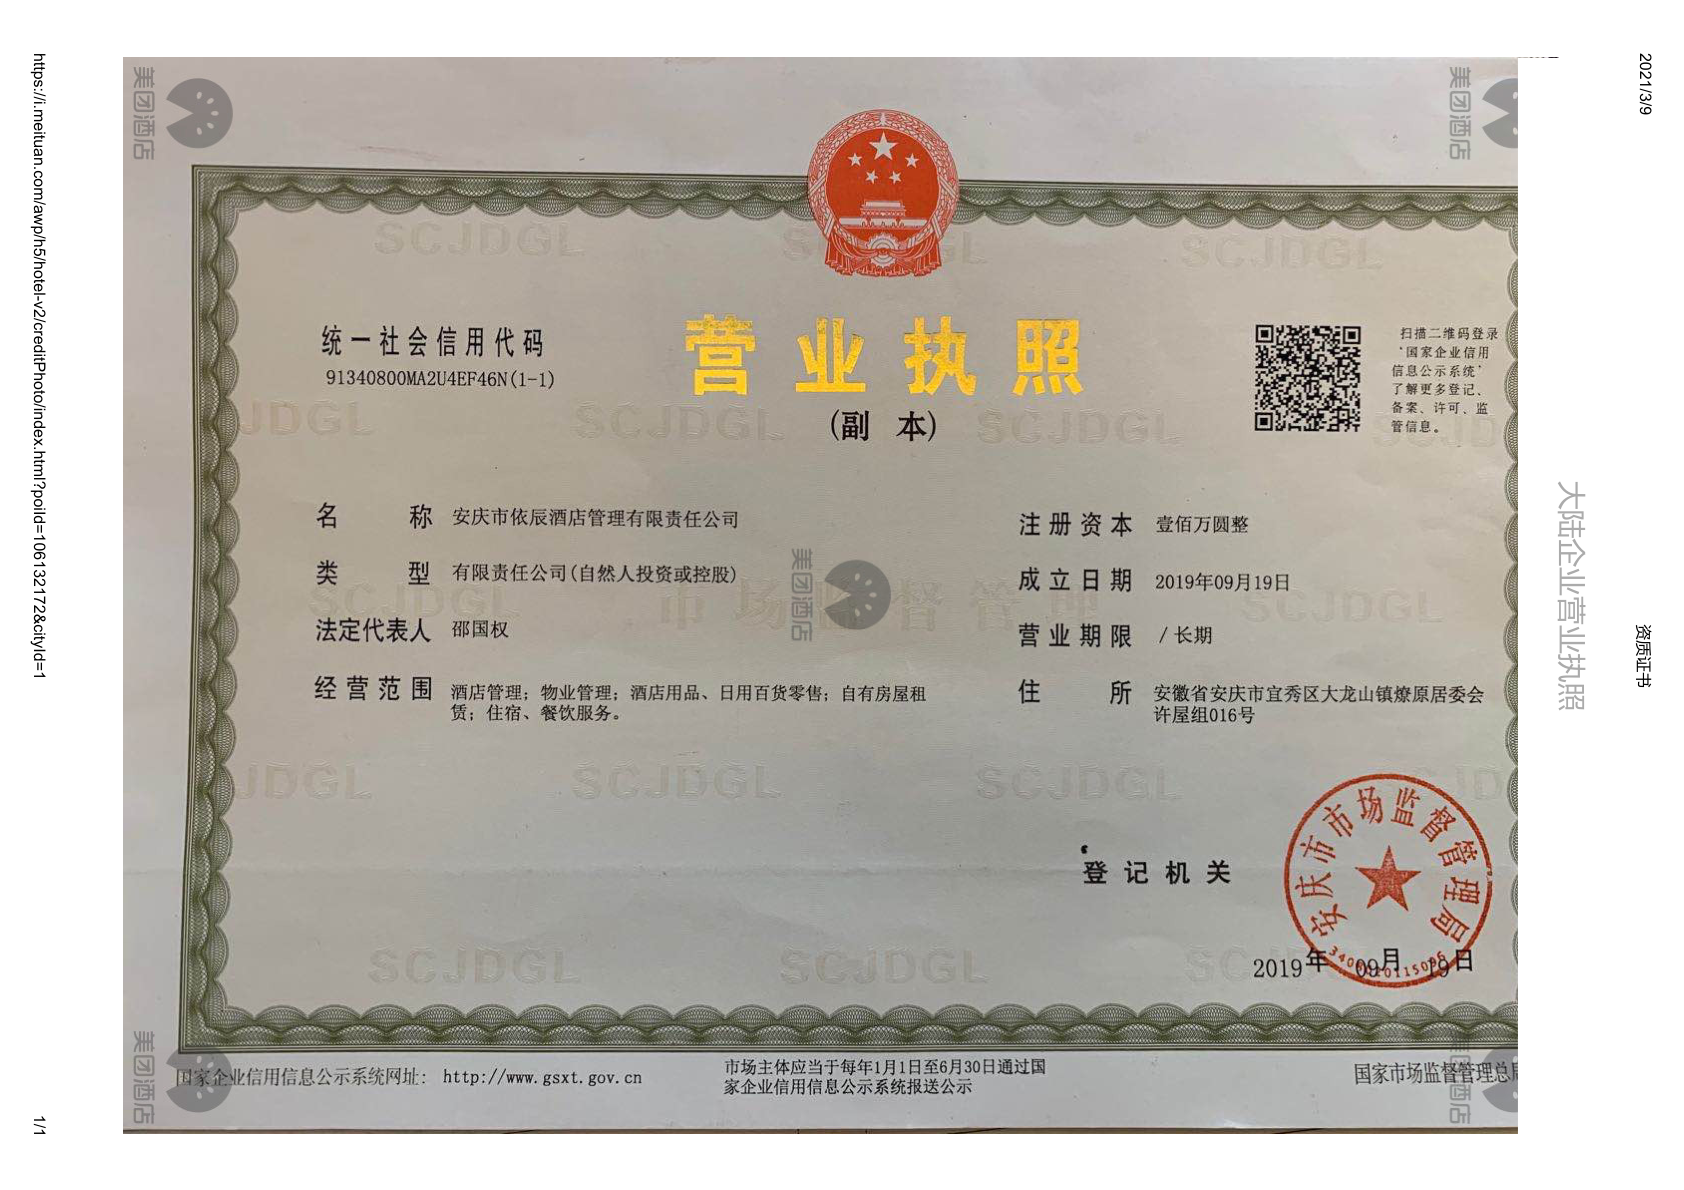 2021/3/9
资质证书
大陆企业营业执照
美团酒店
美团酒店
SCJDGL
SCJDGL
统一社会信用代码
91340800MA2U4EF46N(1-1)
营业执照
(副 本)
扫描二维码登录
'国家企业信用
信息公示系统'
了解更多登记、
备案、许可、监
管信息。
JDGL
SCJDGL
SCJDGL
名 称 安庆市依辰酒店管理有限责任公司
类 型 有限责任公司(自然人投资或控股)
法定代表人 邵国权
经营范围 酒店管理；物业管理；酒店用品、日用百货零售；自有房屋租
赁；住宿、餐饮服务。
注册资本 壹佰万圆整
成立日期 2019年09月19日
营业期限 / 长期
住 所 安徽省安庆市宜秀区大龙山镇燎原居委会
许屋组016号
美团酒店
SCJDGL
市场监督管理
SCJDGL
JDGL
SCJDGL
SCJDGL
登记机关
安庆市市场监督管理局
2019年09月19日
SCJDGL
SCJDGL
国家企业信用信息公示系统网址： http://www.gsxt.gov.cn
市场主体应当于每年1月1日至6月30日通过国
家企业信用信息公示系统报送公示
国家市场监督管理总局
美团酒店
美团酒店
https://i.meituan.com/awp/h5/hotel-v2/creditPhoto/index.html?poiId=106132172&cityId=1
1/1